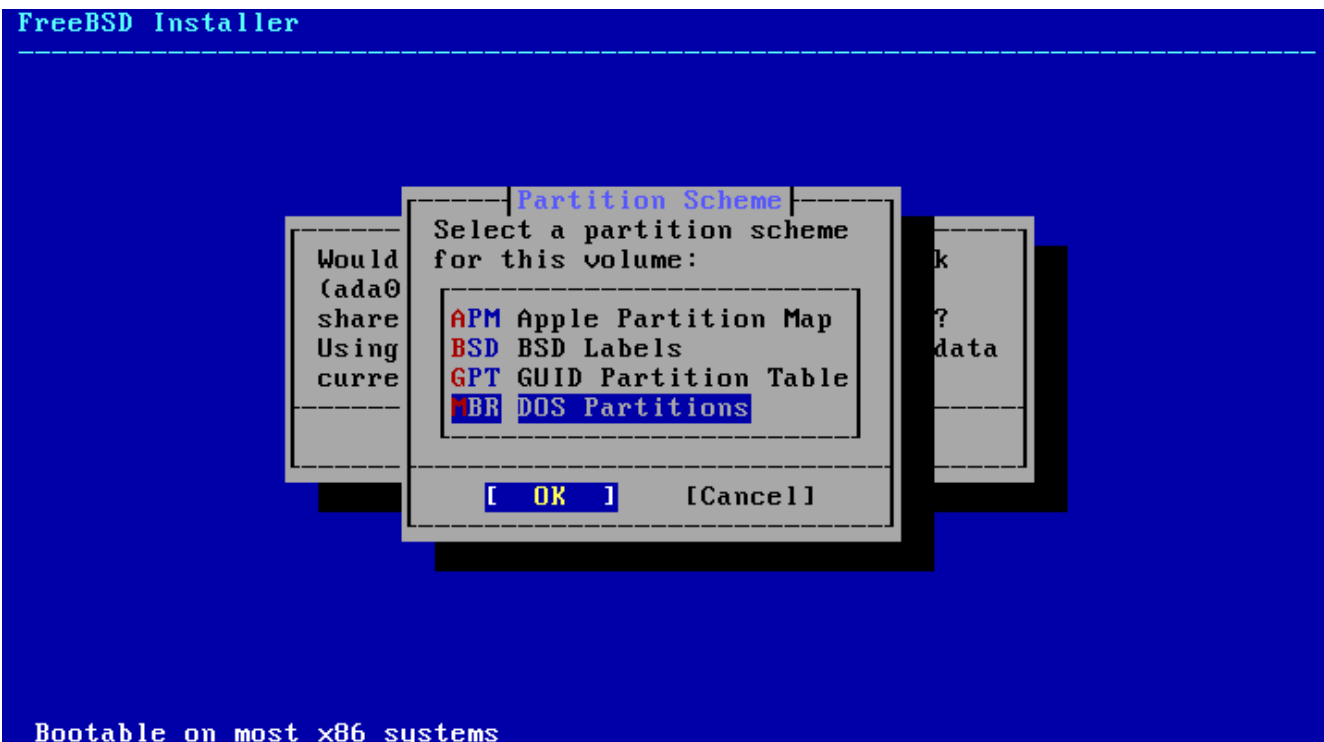 FreeBSD Installer
Partition Scheme
Select a partition scheme
for this volume:
Would
k
(ada0
share
?
Using
data
curre
APM Apple Partition Map
BSD BSD Labels
GPT GUID Partition Table
MBR DOS Partitions
[ OK ] [Cancel]
Bootable on most x86 systems